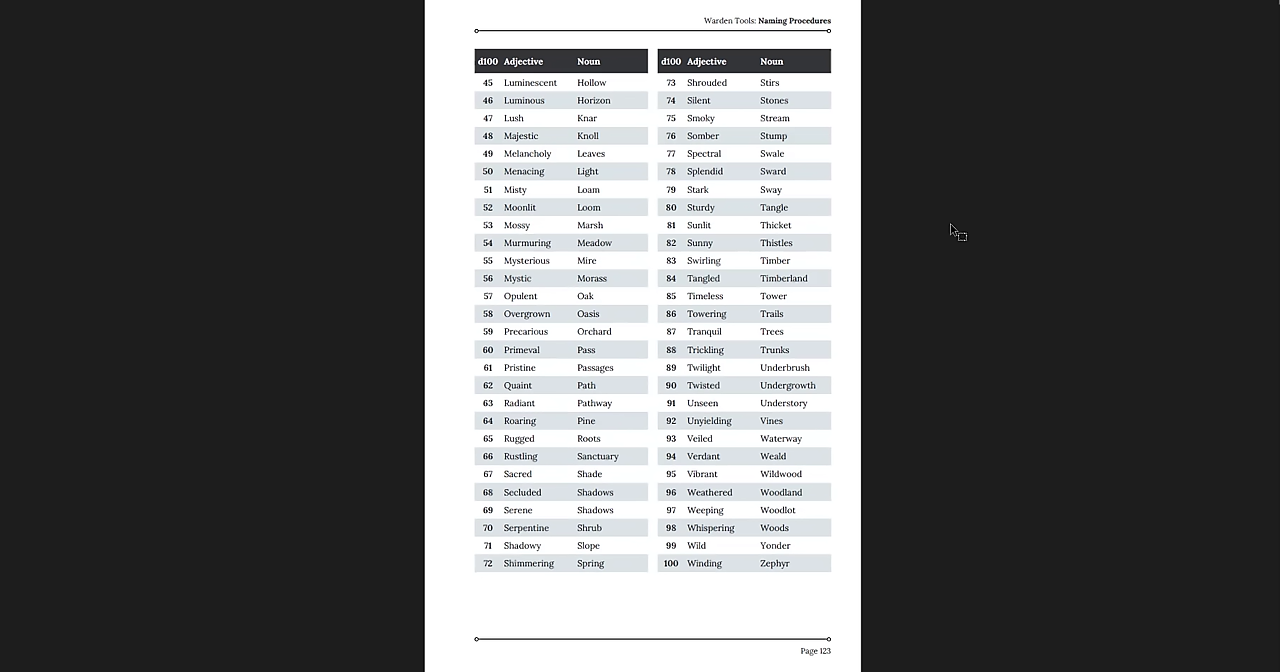 Warden Tools: Naming Procedures
d100 Adjective Noun
45 Luminescent Hollow
46 Luminous Horizon
47 Lush Knar
48 Majestic Knoll
49 Melancholy Leaves
50 Menacing Light
51 Misty Loam
52 Moonlit Loom
53 Mossy Marsh
54 Murmuring Meadow
55 Mysterious Mire
56 Mystic Morass
57 Opulent Oak
58 Overgrown Oasis
59 Precarious Orchard
60 Primeval Pass
61 Pristine Passages
62 Quaint Path
63 Radiant Pathway
64 Roaring Pine
65 Rugged Roots
66 Rustling Sanctuary
67 Sacred Shade
68 Secluded Shadows
69 Serene Shadows
70 Serpentine Shrub
71 Shadowy Slope
72 Shimmering Spring
d100 Adjective Noun
73 Shrouded Stirs
74 Silent Stones
75 Smoky Stream
76 Somber Stump
77 Spectral Swale
78 Splendid Sward
79 Stark Sway
80 Sturdy Tangle
81 Sunlit Thicket
82 Sunny Thistles
83 Swirling Timber
84 Tangled Timberland
85 Timeless Tower
86 Towering Trails
87 Tranquil Trees
88 Trickling Trunks
89 Twilight Underbrush
90 Twisted Undergrowth
91 Unseen Understory
92 Unyielding Vines
93 Veiled Waterway
94 Verdant Weald
95 Vibrant Wildwood
96 Weathered Woodland
97 Weeping Woodlot
98 Whispering Woods
99 Wild Yonder
100 Winding Zephyr
Page 123